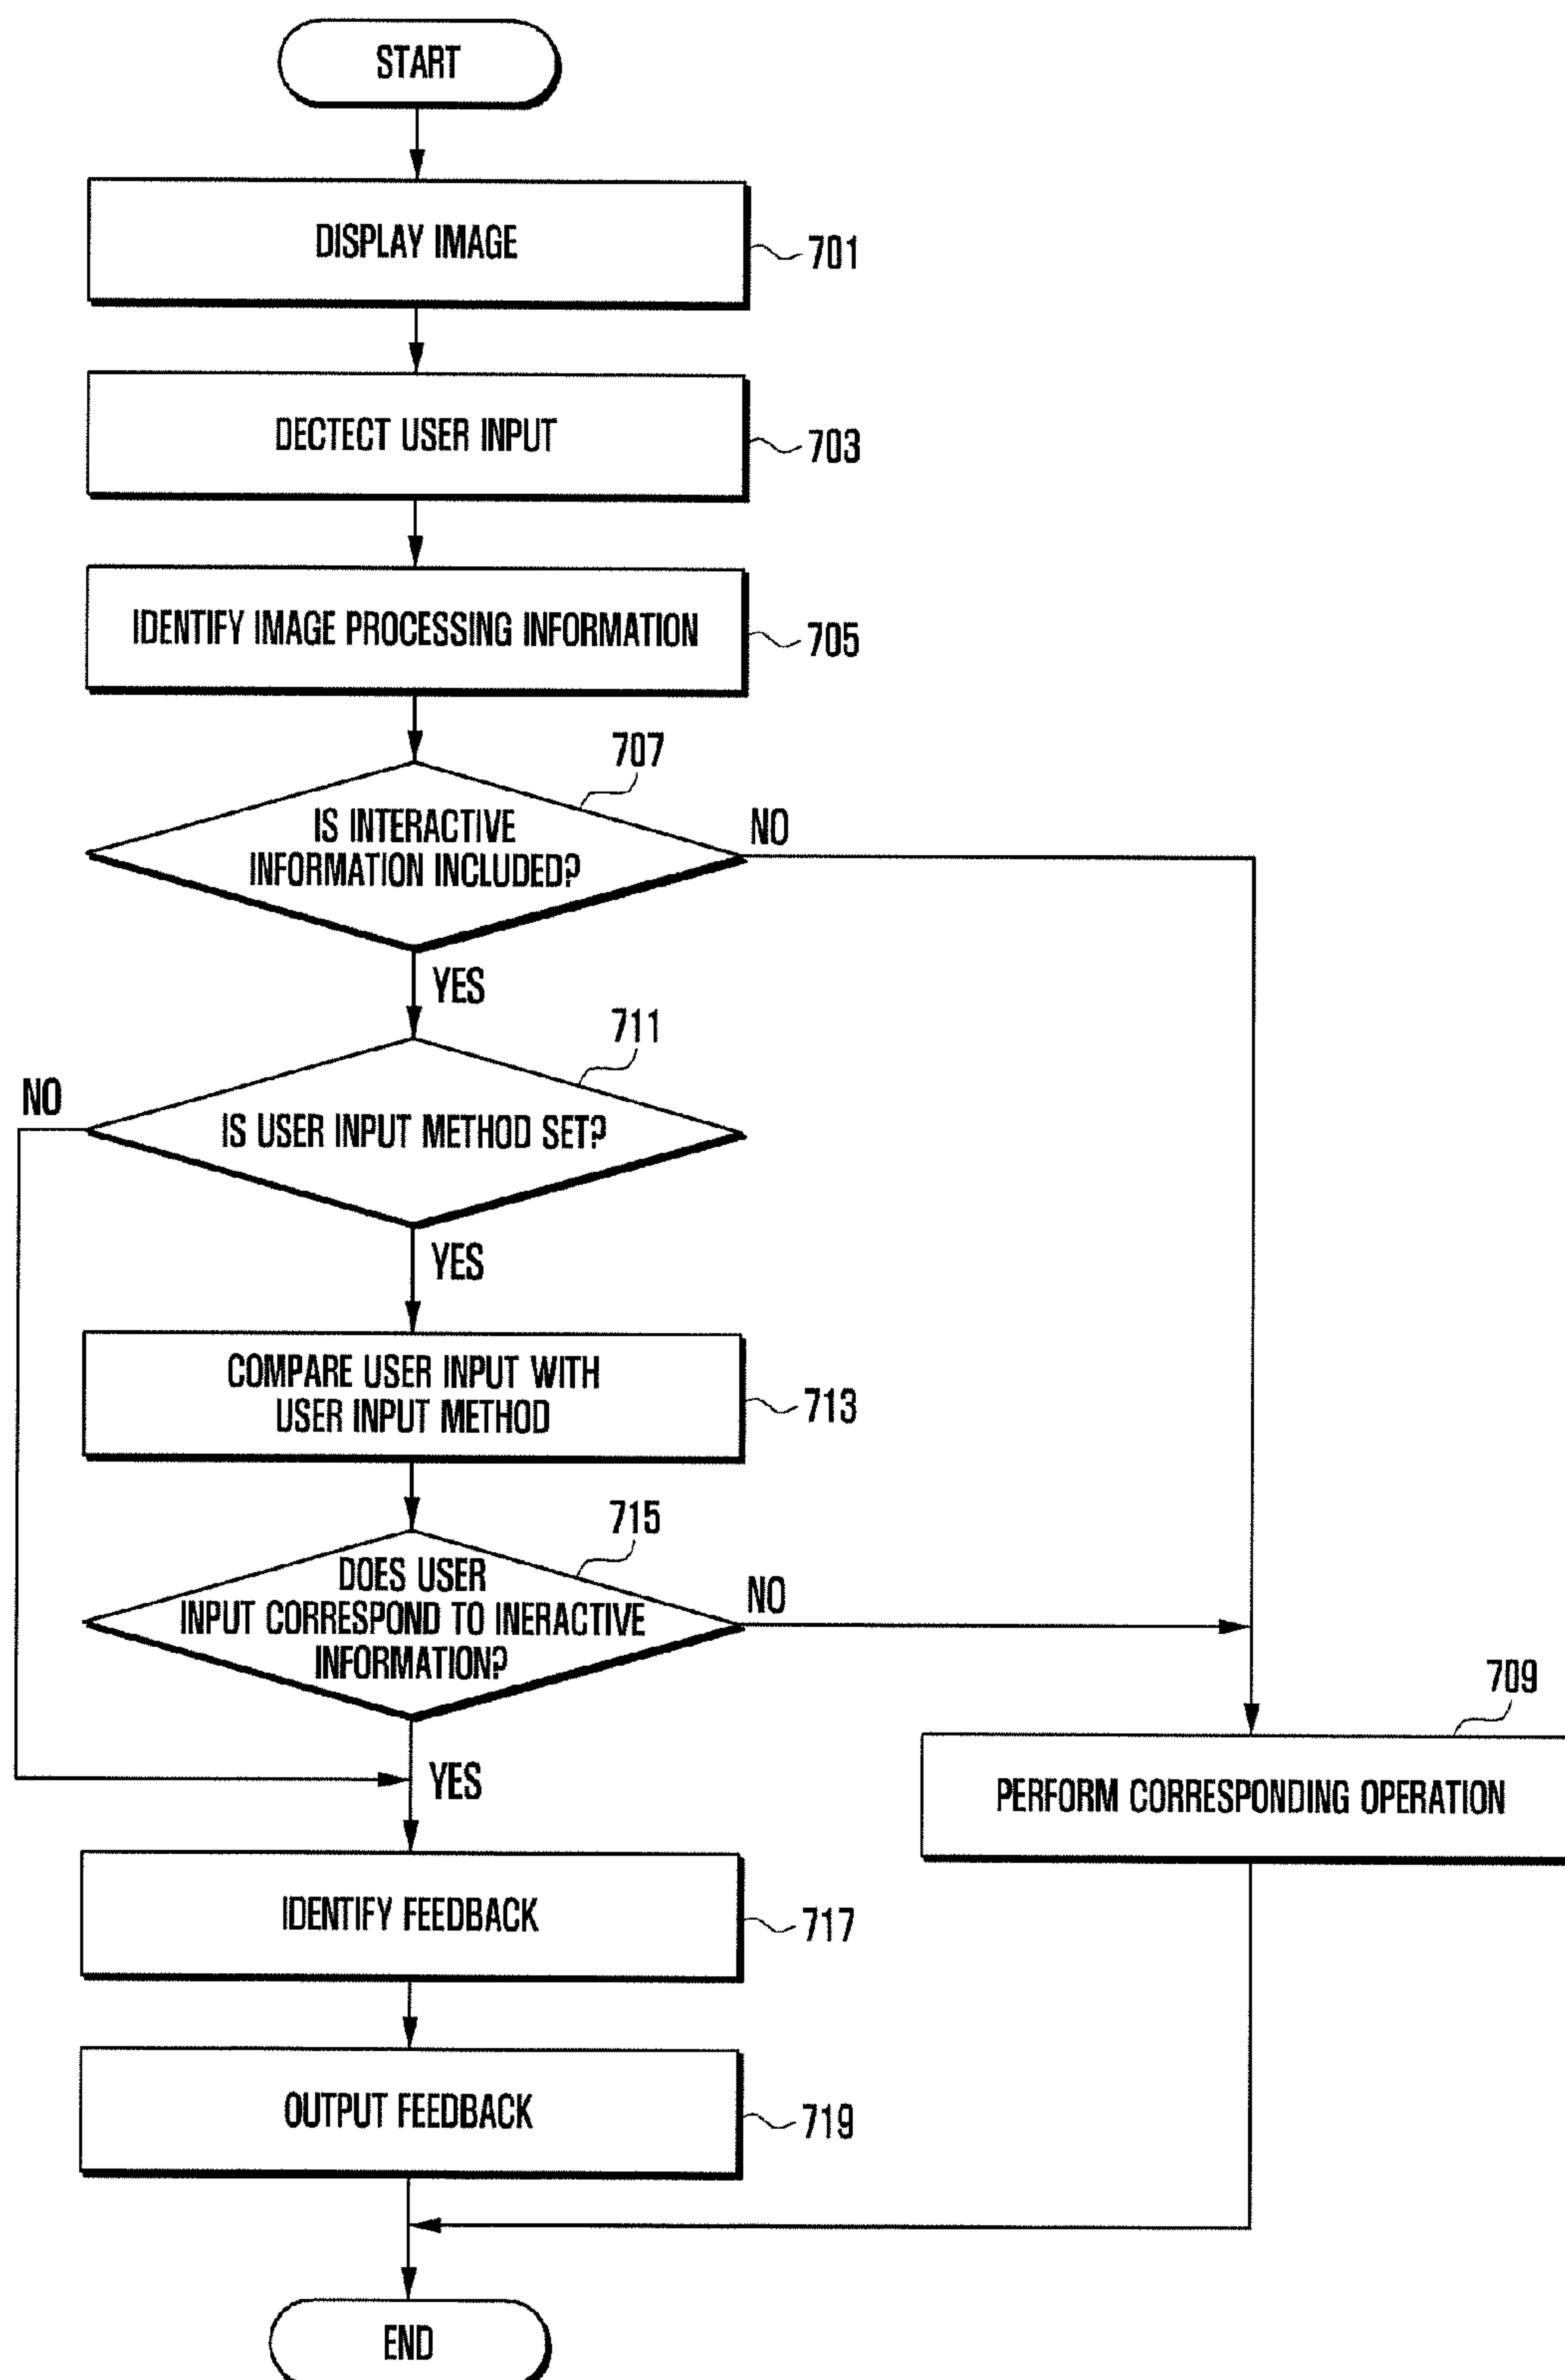 START
DISPLAY IMAGE
701
DECTECT USER INPUT
703
IDENTIFY IMAGE PROCESSING INFORMATION
705
707
IS INTERACTIVE
INFORMATION INCLUDED?
NO
YES
711
NO
IS USER INPUT METHOD SET?
YES
COMPARE USER INPUT WITH
USER INPUT METHOD
713
715
DOES USER
INPUT CORRESPOND TO INERACTIVE
INFORMATION?
NO
YES
709
PERFORM CORRESPONDING OPERATION
IDENTIFY FEEDBACK
717
OUTPUT FEEDBACK
719
END